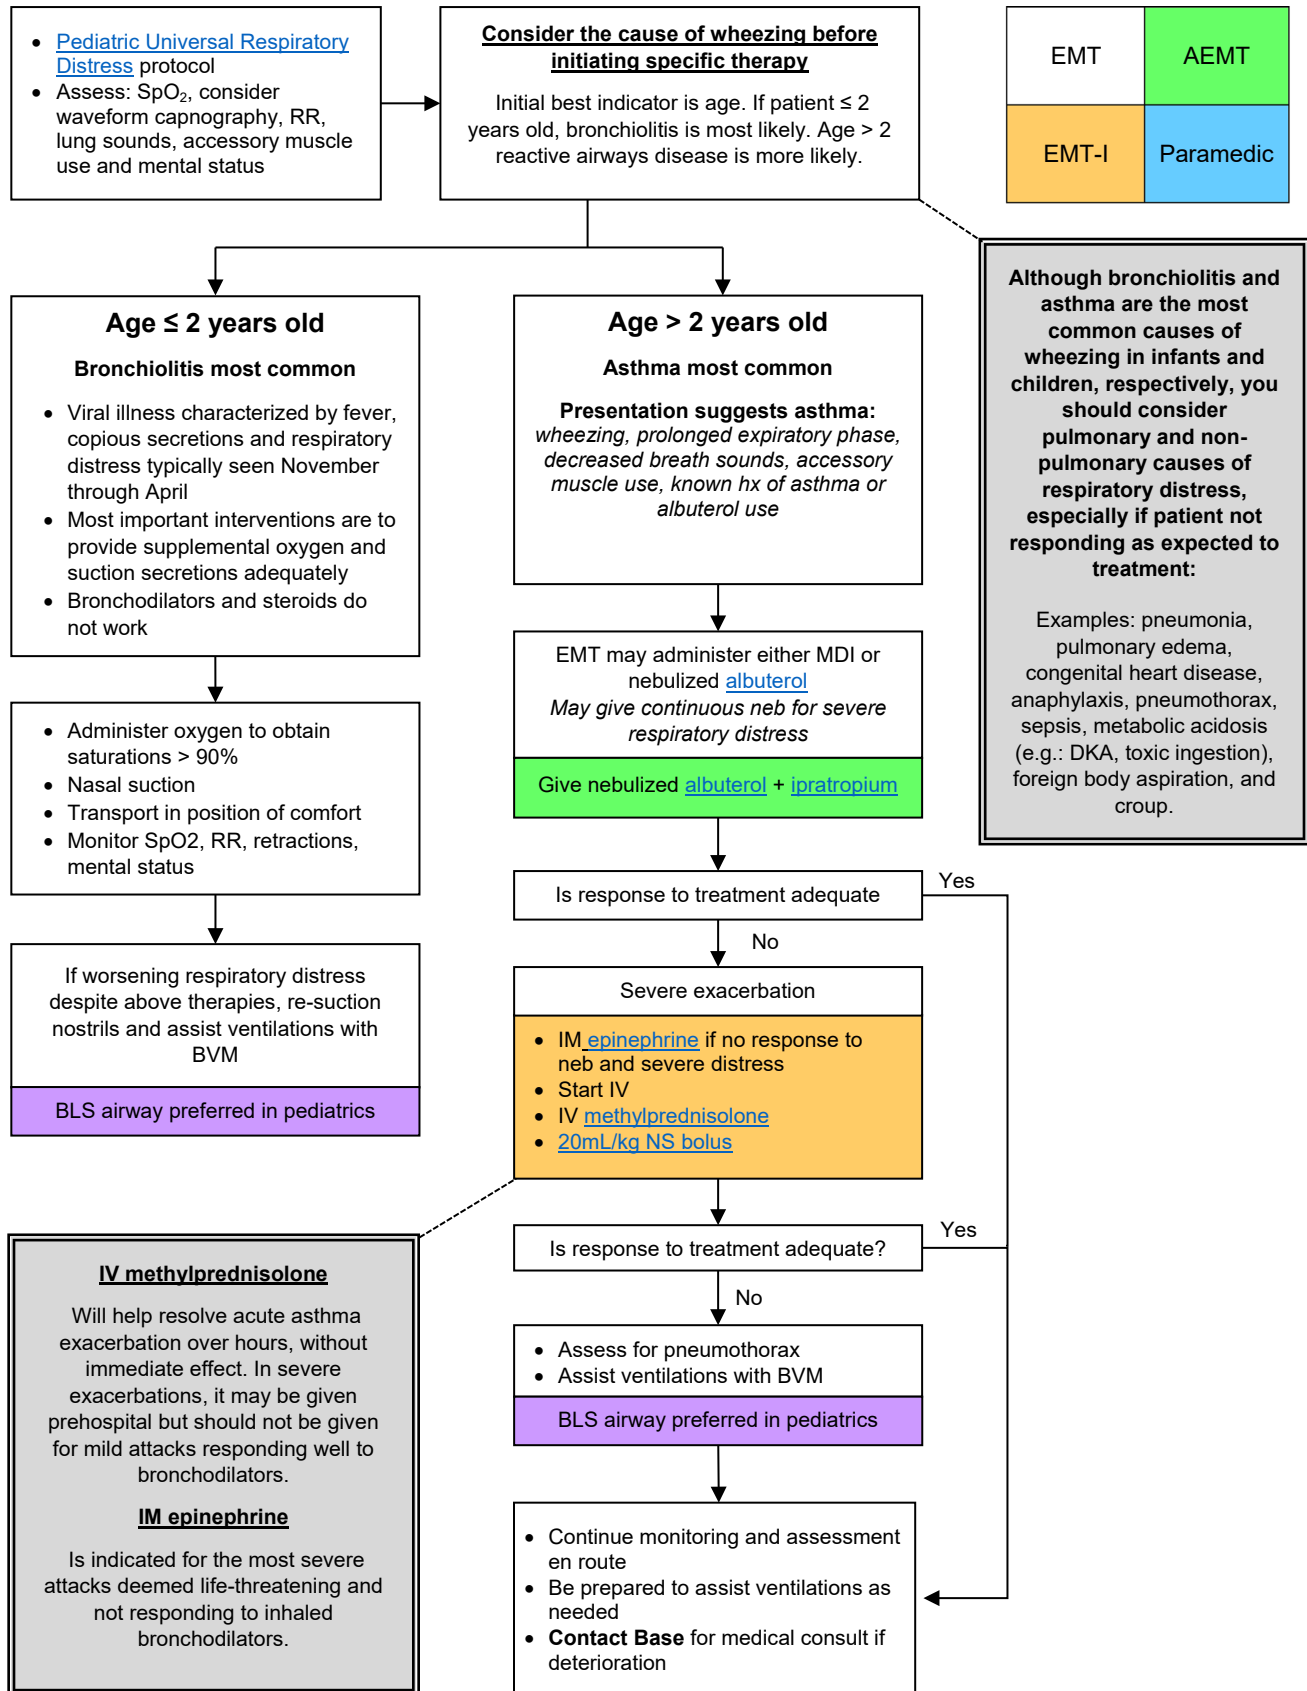 • Pediatric Universal Respiratory
Distress protocol
• Assess: SpO₂, consider
waveform capnography, RR,
lung sounds, accessory muscle
use and mental status
Consider the cause of wheezing before
initiating specific therapy
Initial best indicator is age. If patient ≤ 2
years old, bronchiolitis is most likely. Age > 2
reactive airways disease is more likely.
EMT
AEMT
EMT-I
Paramedic
Although bronchiolitis and
asthma are the most
common causes of
wheezing in infants and
children, respectively, you
should consider
pulmonary and non-
pulmonary causes of
respiratory distress,
especially if patient not
responding as expected to
treatment:
Examples: pneumonia,
pulmonary edema,
congenital heart disease,
anaphylaxis, pneumothorax,
sepsis, metabolic acidosis
(e.g.: DKA, toxic ingestion),
foreign body aspiration, and
croup.
Age ≤ 2 years old
Bronchiolitis most common
• Viral illness characterized by fever,
copious secretions and respiratory
distress typically seen November
through April
• Most important interventions are to
provide supplemental oxygen and
suction secretions adequately
• Bronchodilators and steroids do
not work
• Administer oxygen to obtain
saturations > 90%
• Nasal suction
• Transport in position of comfort
• Monitor SpO2, RR, retractions,
mental status
If worsening respiratory distress
despite above therapies, re-suction
nostrils and assist ventilations with
BVM
BLS airway preferred in pediatrics
Age > 2 years old
Asthma most common
Presentation suggests asthma:
wheezing, prolonged expiratory phase,
decreased breath sounds, accessory
muscle use, known hx of asthma or
albuterol use
EMT may administer either MDI or
nebulized albuterol
May give continuous neb for severe
respiratory distress
Give nebulized albuterol + ipratropium
Is response to treatment adequate
Yes
No
Severe exacerbation
• IM epinephrine if no response to
neb and severe distress
• Start IV
• IV methylprednisolone
• 20mL/kg NS bolus
Is response to treatment adequate?
Yes
No
• Assess for pneumothorax
• Assist ventilations with BVM
BLS airway preferred in pediatrics
• Continue monitoring and assessment
en route
• Be prepared to assist ventilations as
needed
• Contact Base for medical consult if
deterioration
IV methylprednisolone
Will help resolve acute asthma
exacerbation over hours, without
immediate effect. In severe
exacerbations, it may be given
prehospital but should not be given
for mild attacks responding well to
bronchodilators.
IM epinephrine
Is indicated for the most severe
attacks deemed life-threatening and
not responding to inhaled
bronchodilators.